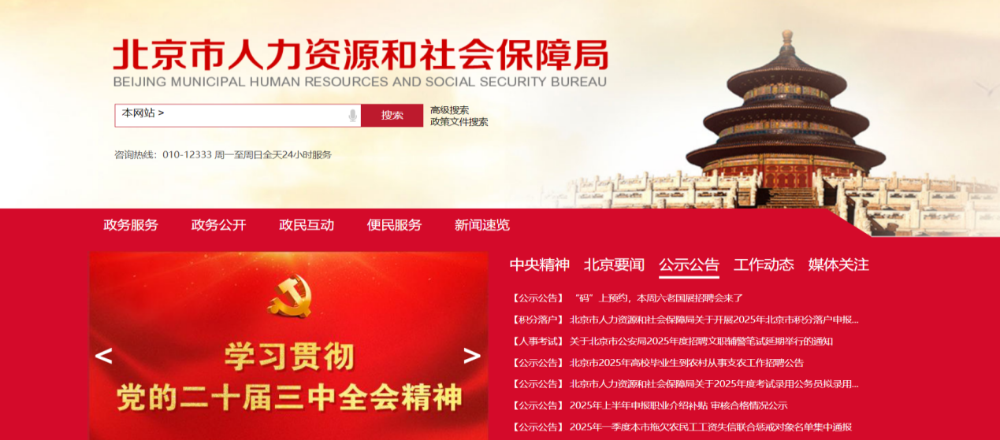 北京市人力资源和社会保障局
BEIJING MUNICIPAL HUMAN RESOURCES AND SOCIAL SECURITY BUREAU
本网站 >
搜索
高级搜索
政策文件搜索
咨询热线：010-12333 周一至周日全天24小时服务
政务服务 政务公开 政民互动 便民服务 新闻速览
<
学习贯彻
党的二十届三中全会精神
>
中央精神 北京要闻 公示公告 工作动态 媒体关注
【公示公告】 “码”上预约，本周六老国展招聘会来了
【积分落户】 北京市人力资源和社会保障局关于开展2025年北京市积分落户申报...
【人事考试】 关于北京市公安局2025年度招聘文职辅警笔试延期举行的通知
【公示公告】 北京市2025年高校毕业生到农村从事支农工作招聘公告
【公示公告】 北京市人力资源和社会保障局关于2025年度考试录用公务员拟录用...
【公示公告】 2025年上半年申报职业介绍补贴 审核合格情况公示
【公示公告】 2025年一季度本市拖欠农民工工资失信联合惩戒对象名单集中通报